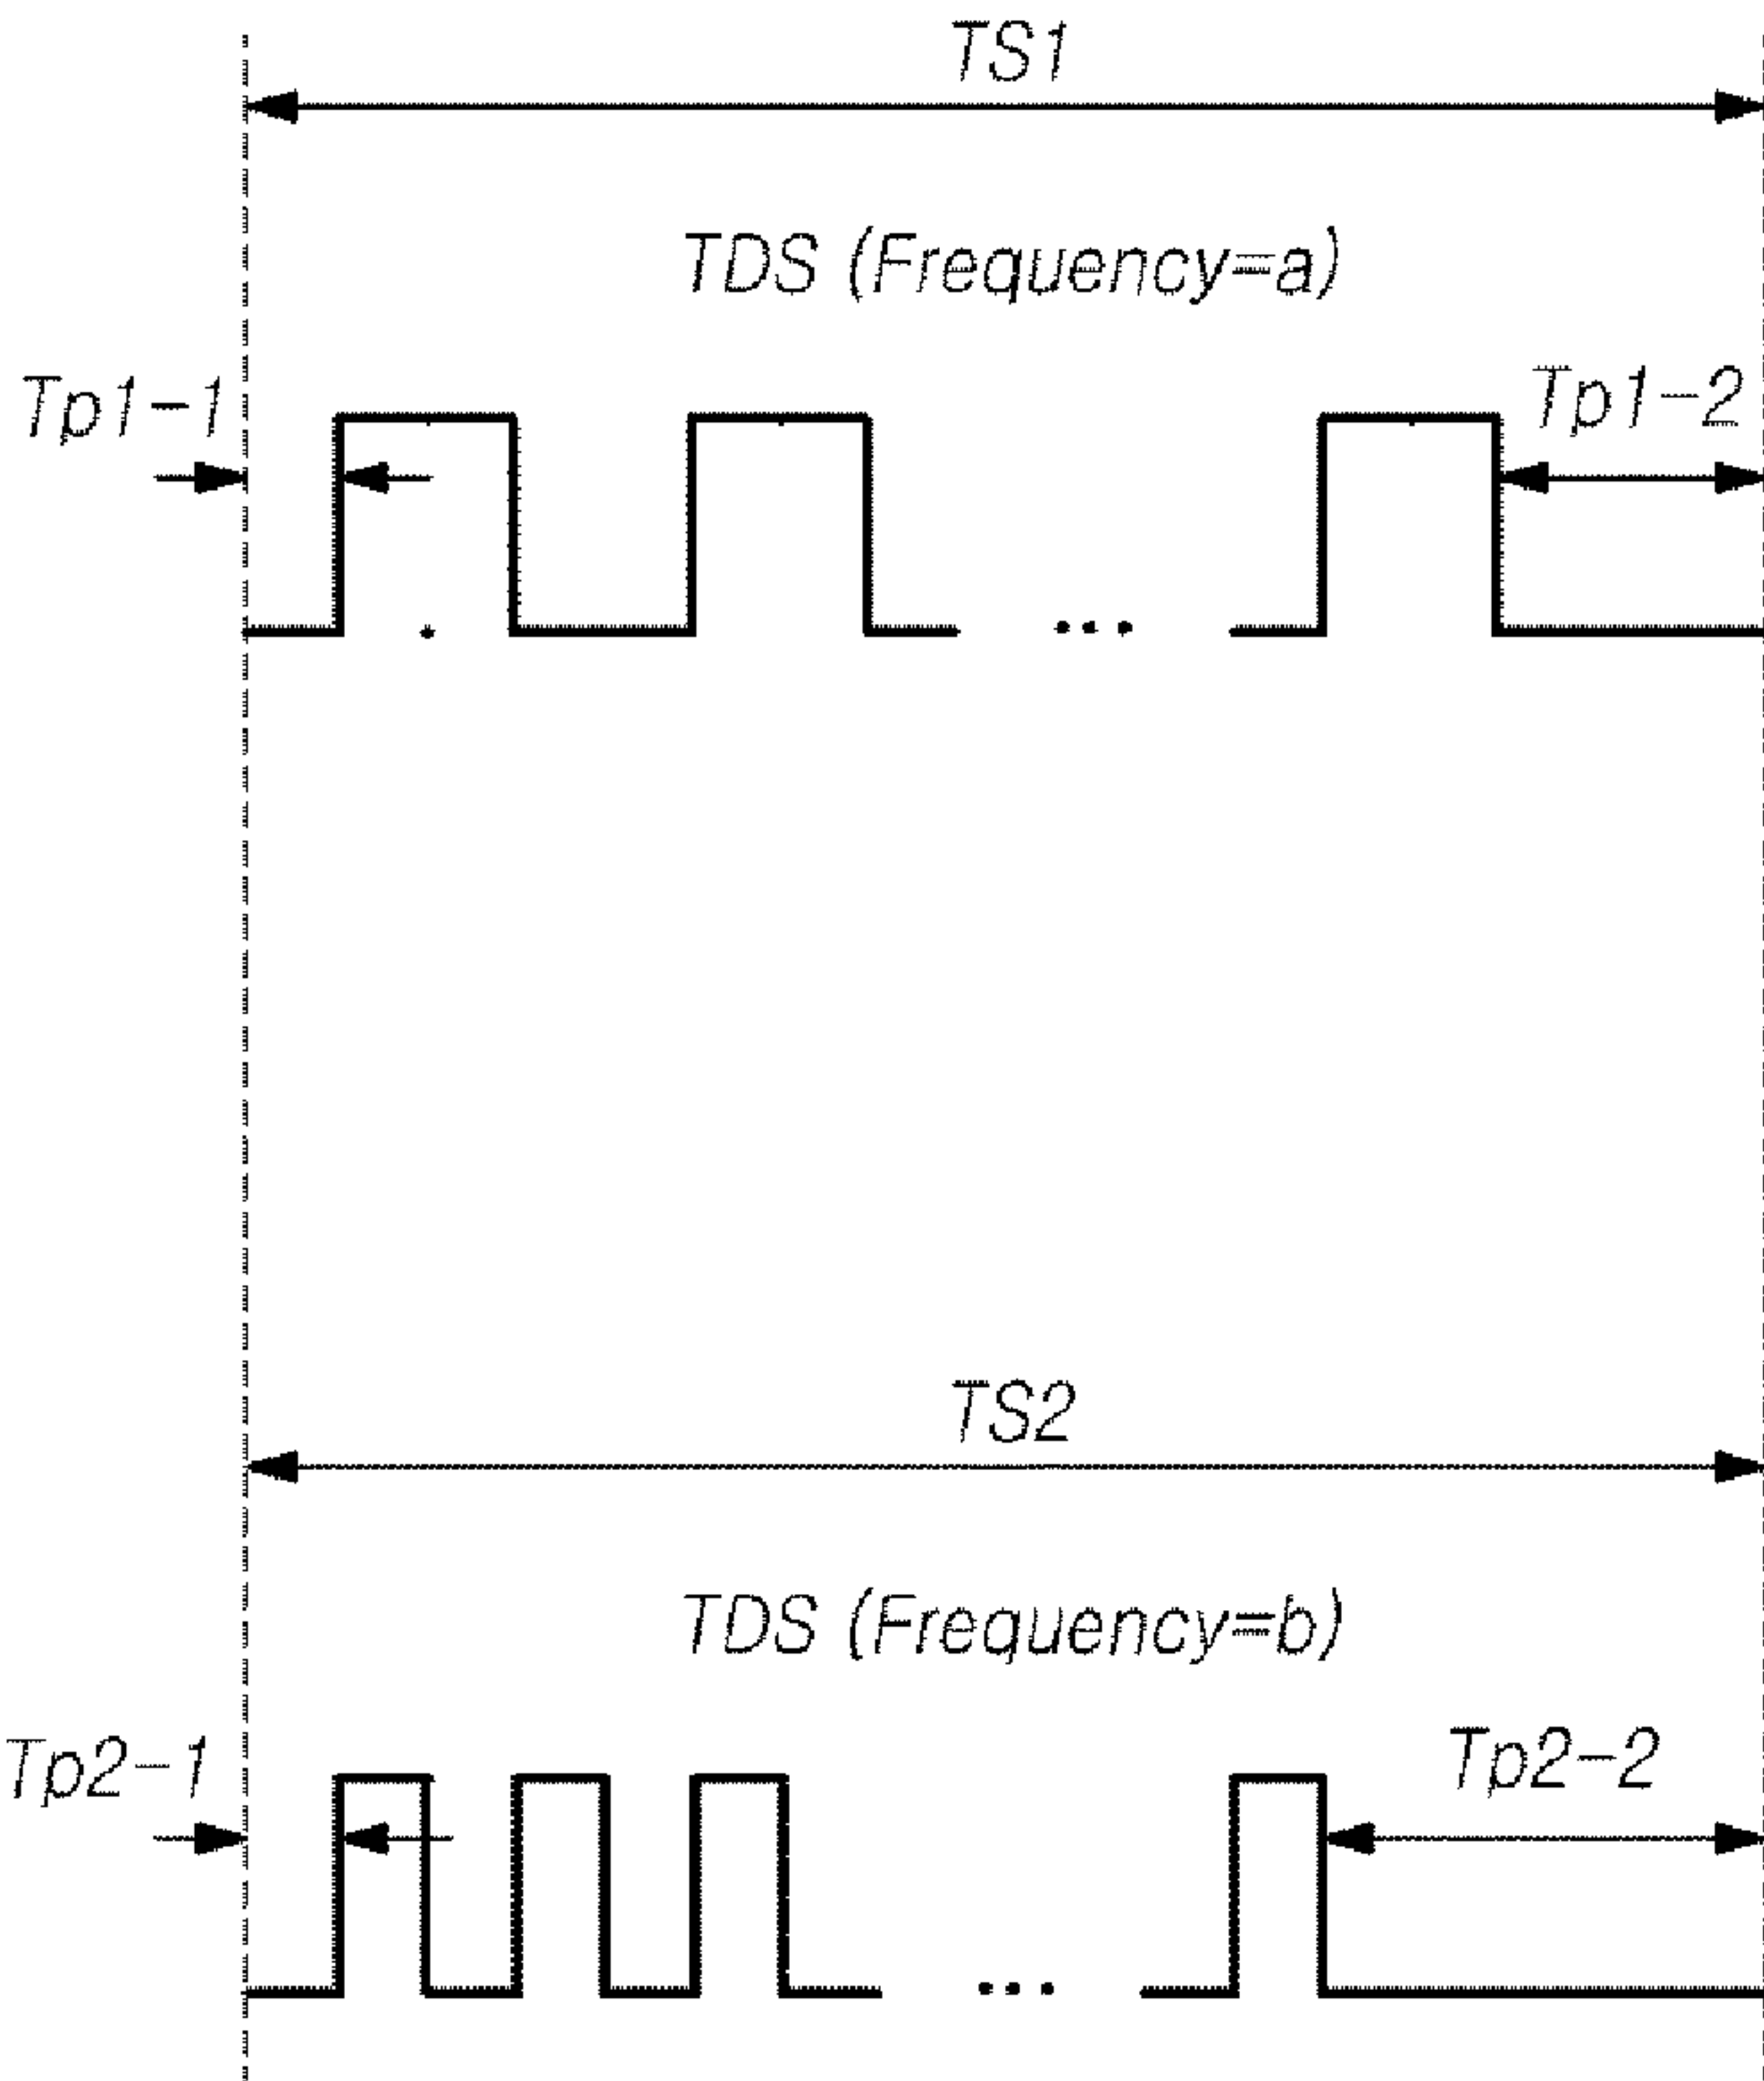 TS1
TDS (Frequency=a)
Tp1-1
Tp1-2
TS2
TDS (Frequency=b)
Tp2-1
Tp2-2